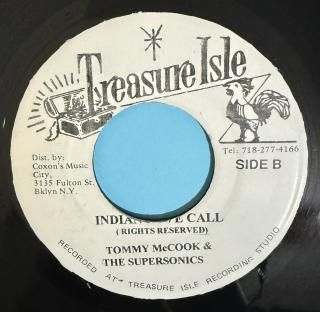 Treasure Isle
Tel: 718-277-4166
Dist. by:
Coxon's Music
City,
3135 Fulton St.
Bklyn N.Y.
SIDE B
INDIAN VE CALL
( RIGHTS RESERVED )
TOMMY McCOOK &
THE SUPERSONICS
RECORDED AT TREASURE ISLE RECORDING STUDIO